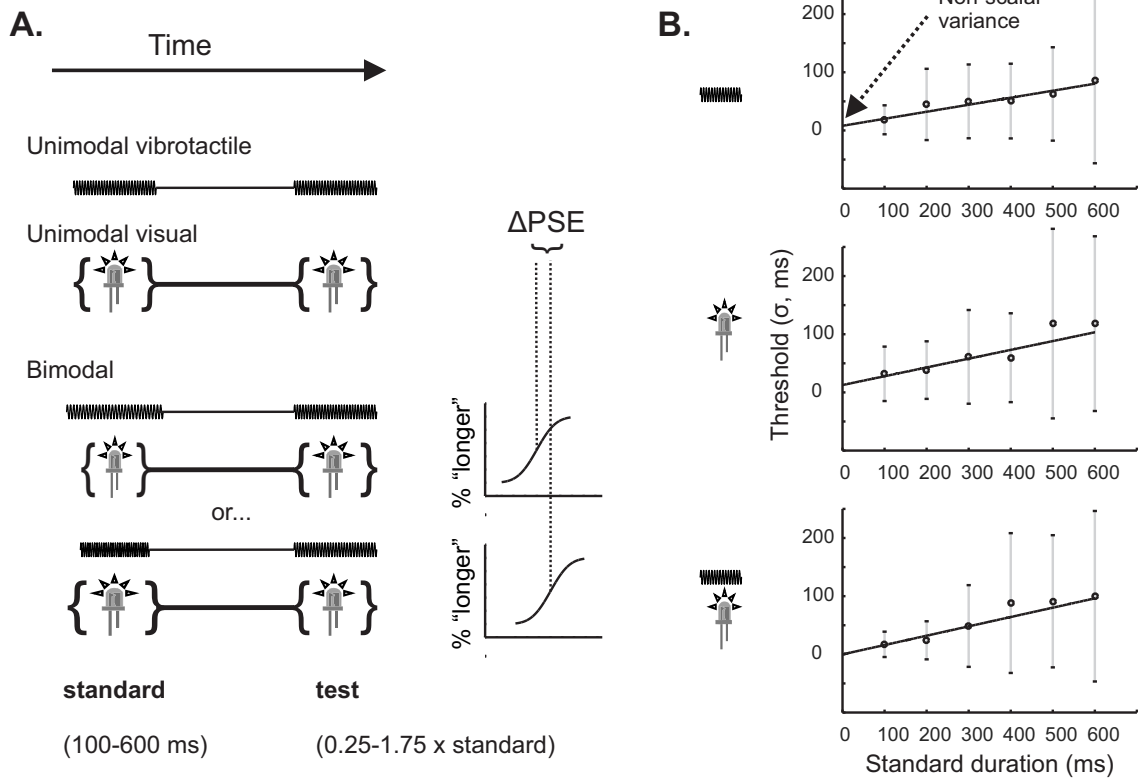 A.
Time
Unimodal vibrotactile
Unimodal visual
Bimodal
or...
standard
test
(100-600 ms)
(0.25-1.75 x standard)
ΔPSE
% “longer”
% “longer”
B.
Non-scalar
variance
200
100
0
0 100 200 300 400 500 600
Threshold (σ, ms)
200
100
0
0 100 200 300 400 500 600
200
100
0
0 100 200 300 400 500 600
Standard duration (ms)